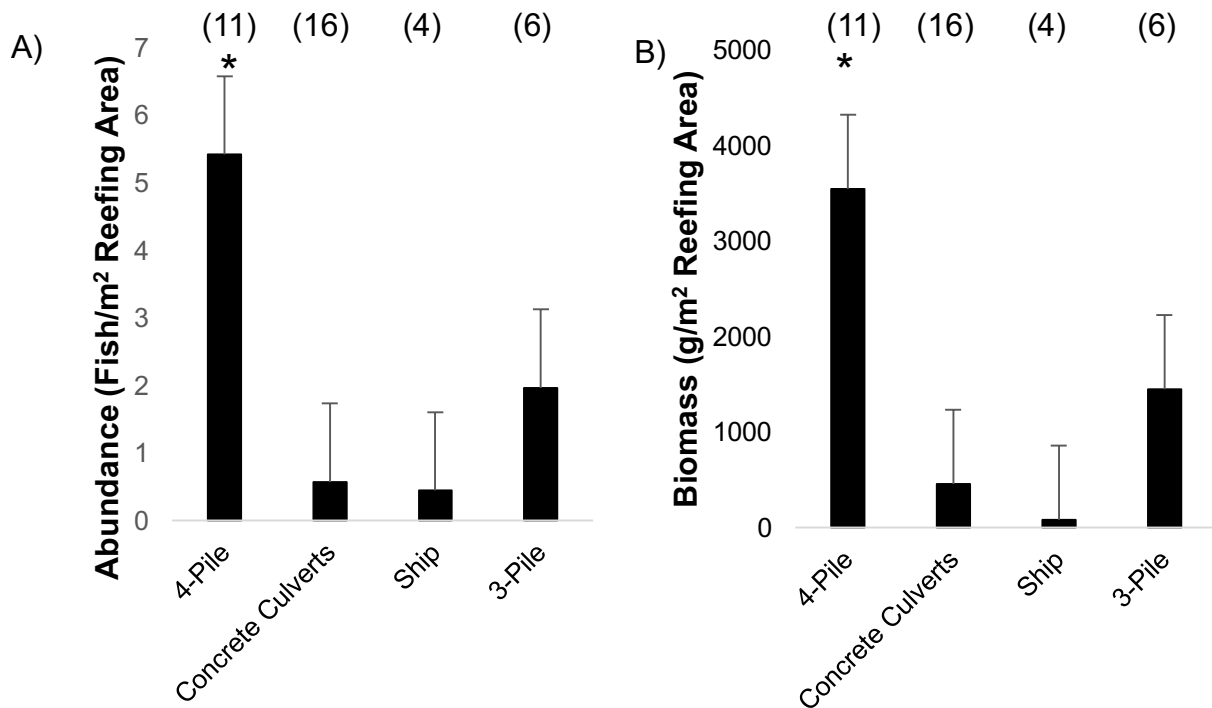 A)
(11) (16) (4) (6)
*
Abundance (Fish/m² Reefing Area)
7
6
5
4
3
2
1
0
4-Pile
Concrete Culverts
Ship
3-Pile
B)
(11) (16) (4) (6)
*
Biomass (g/m² Reefing Area)
5000
4000
3000
2000
1000
0
4-Pile
Concrete Culverts
Ship
3-Pile